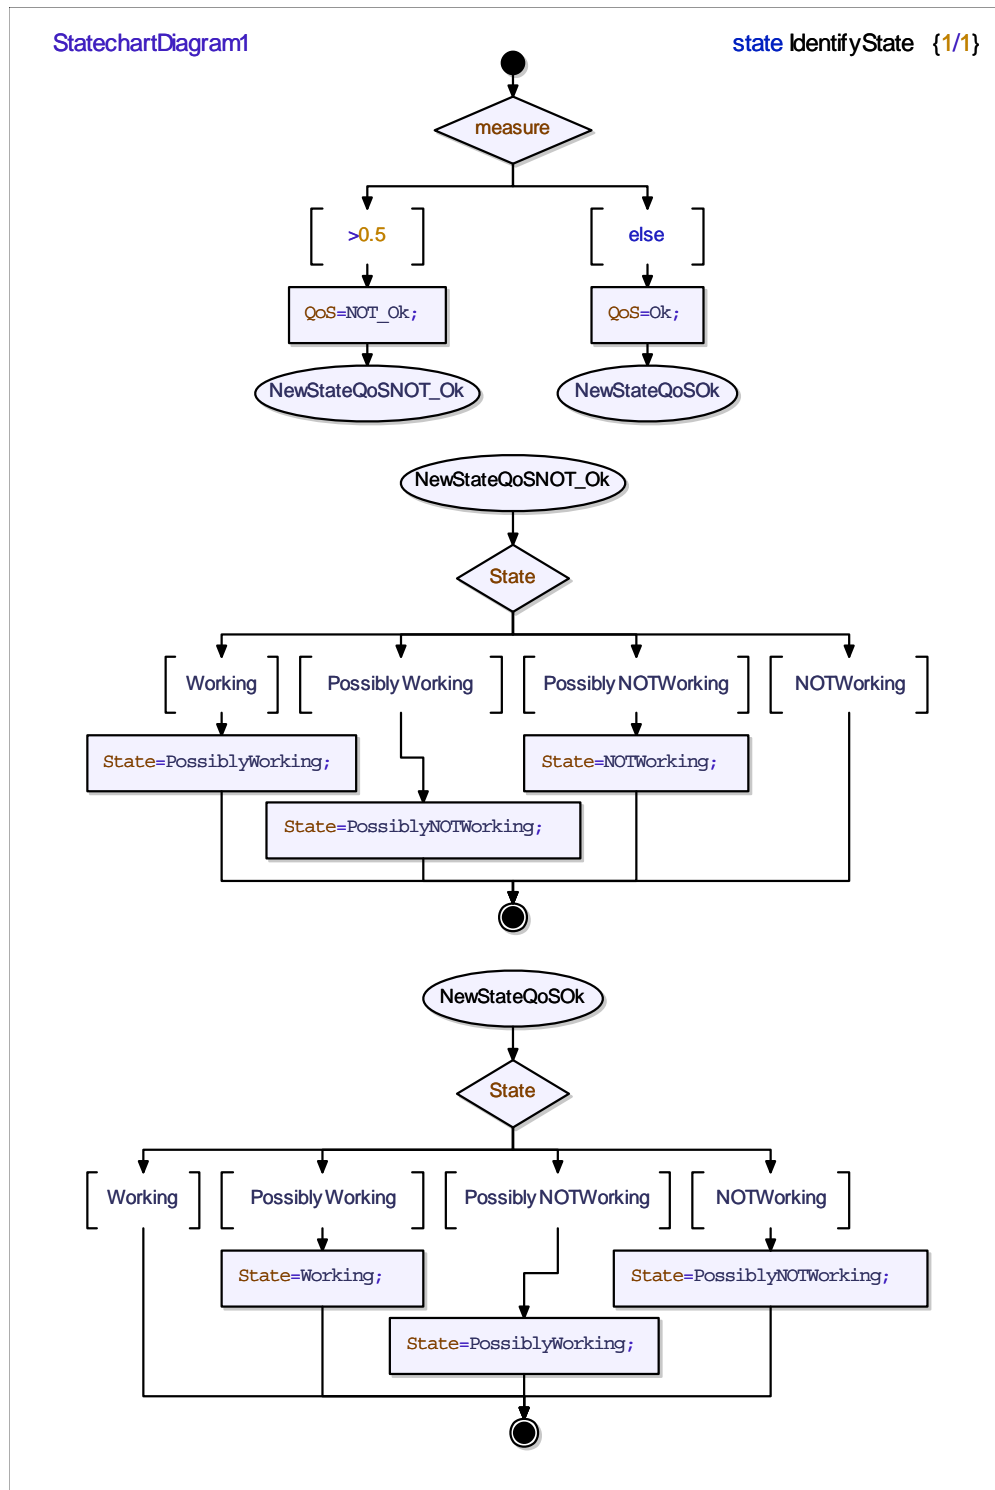 StatechartDiagram1
state IdentifyState {1/1}
measure
>0.5
else
QoS=NOT_Ok;
QoS=Ok;
NewStateQoSNOT_Ok
NewStateQoSOk
NewStateQoSNOT_Ok
State
Working
Possibly Working
Possibly NOTWorking
NOTWorking
State=PossiblyWorking;
State=NOTWorking;
State=PossiblyNOTWorking;
NewStateQoSOk
State
Working
Possibly Working
Possibly NOTWorking
NOTWorking
State=Working;
State=PossiblyNOTWorking;
State=PossiblyWorking;